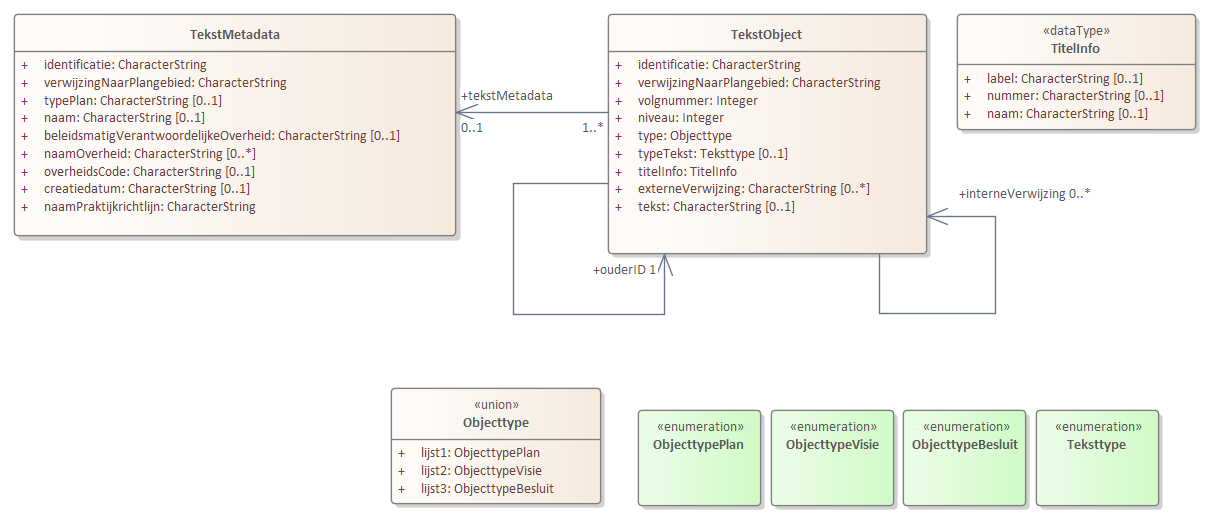 TekstMetadata
+ identificatie: CharacterString
+ verwijzingNaarPlangebied: CharacterString
+ typePlan: CharacterString [0..1]
+ naam: CharacterString [0..1]
+ beleidsmatigVerantwoordelijkeOverheid: CharacterString [0..1]
+ naamOverheid: CharacterString [0..*]
+ overheidsCode: CharacterString [0..1]
+ creatiedatum: CharacterString [0..1]
+ naamPraktijkrichtlijn: CharacterString
+tekstMetadata
0..1
1..*
TekstObject
+ identificatie: CharacterString
+ verwijzingNaarPlangebied: CharacterString
+ volgnummer: Integer
+ niveau: Integer
+ type: Objecttype
+ typeTekst: Teksttype [0..1]
+ titelInfo: TitelInfo
+ externeVerwijzing: CharacterString [0..*]
+ tekst: CharacterString [0..1]
«dataType»
TitelInfo
+ label: CharacterString [0..1]
+ nummer: CharacterString [0..1]
+ naam: CharacterString [0..1]
+interneVerwijzing 0..*
+ouderID 1
«union»
Objecttype
+ lijst1: ObjecttypePlan
+ lijst2: ObjecttypeVisie
+ lijst3: ObjecttypeBesluit
«enumeration»
ObjecttypePlan
«enumeration»
ObjecttypeVisie
«enumeration»
ObjecttypeBesluit
«enumeration»
Teksttype